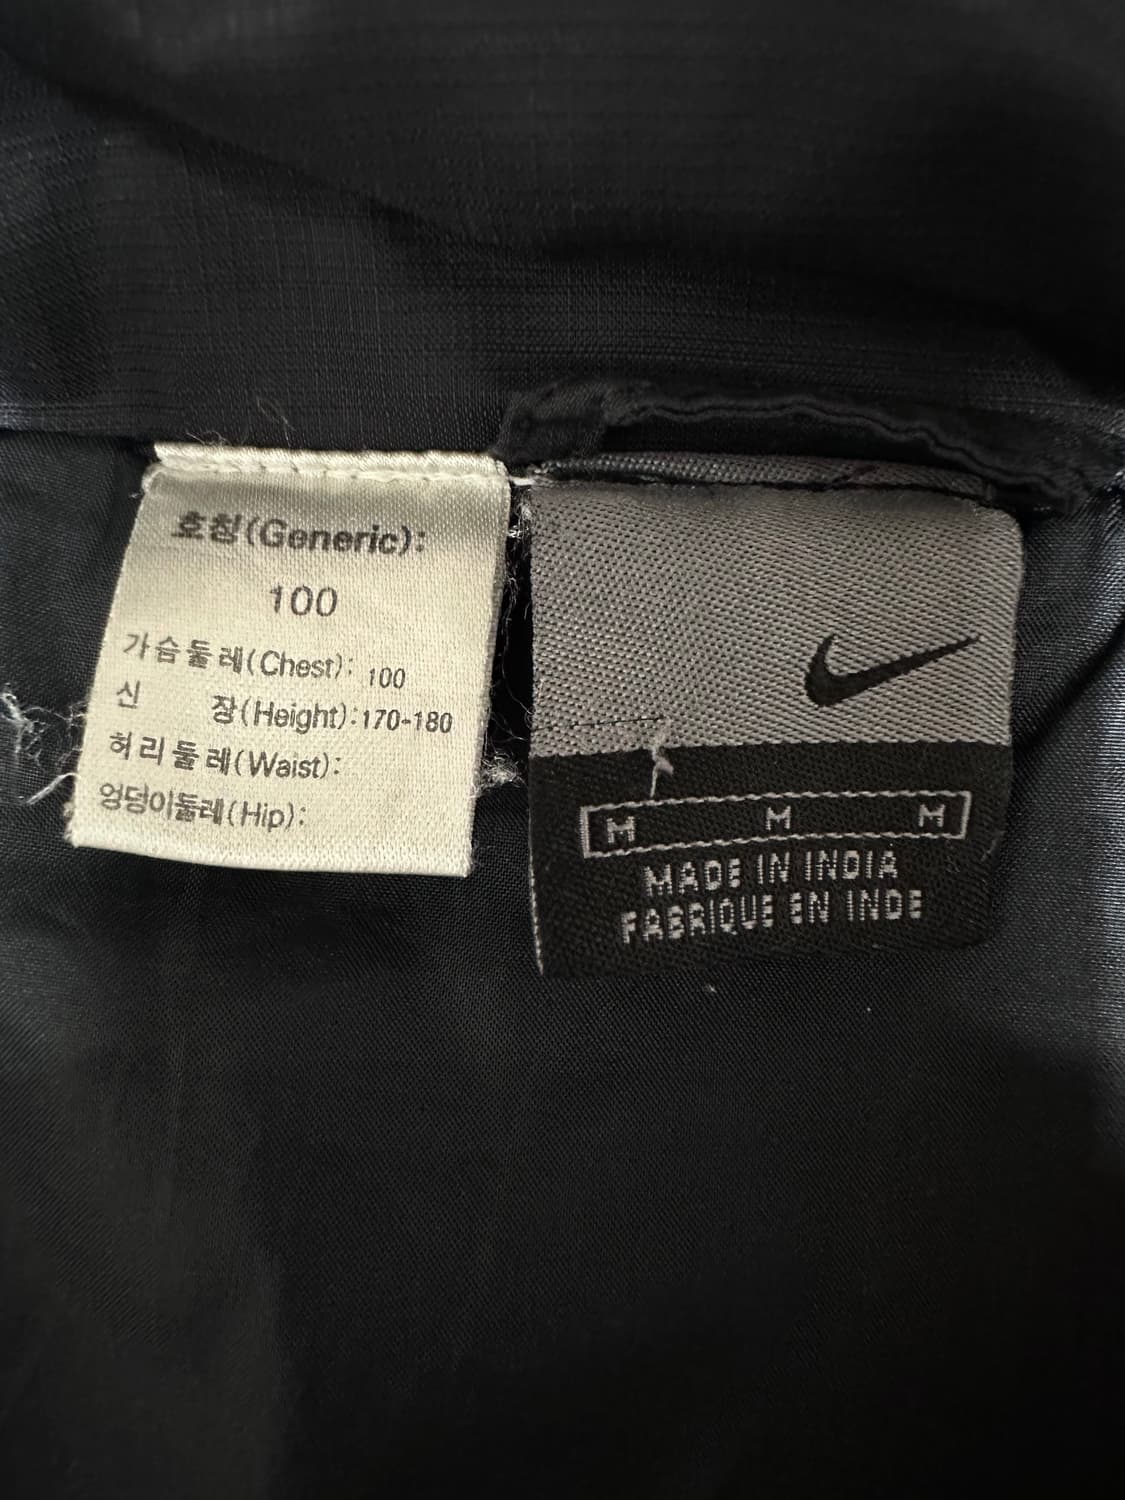 호칭(Generic):
100
가슴둘레(Chest): 100
신 장(Height):170-180
허리둘레(Waist):
엉덩이둘레(Hip):
M M M
MADE IN INDIA
FABRIQUE EN INDE